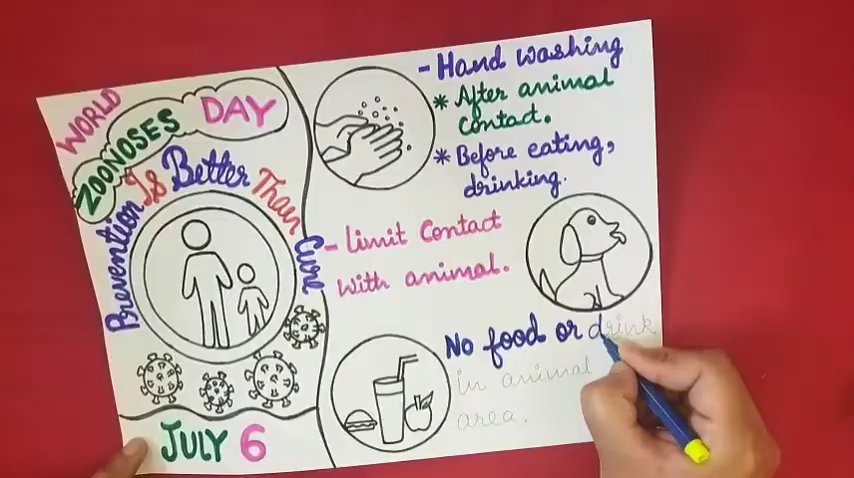 WORLD
ZOONOSES DAY
Prevention Is Better Than Cure
JULY 6
- Hand washing
* After animal
contact.
* Before eating,
drinking.
- limit Contact
With animal.
No food or drink
in animal
area.